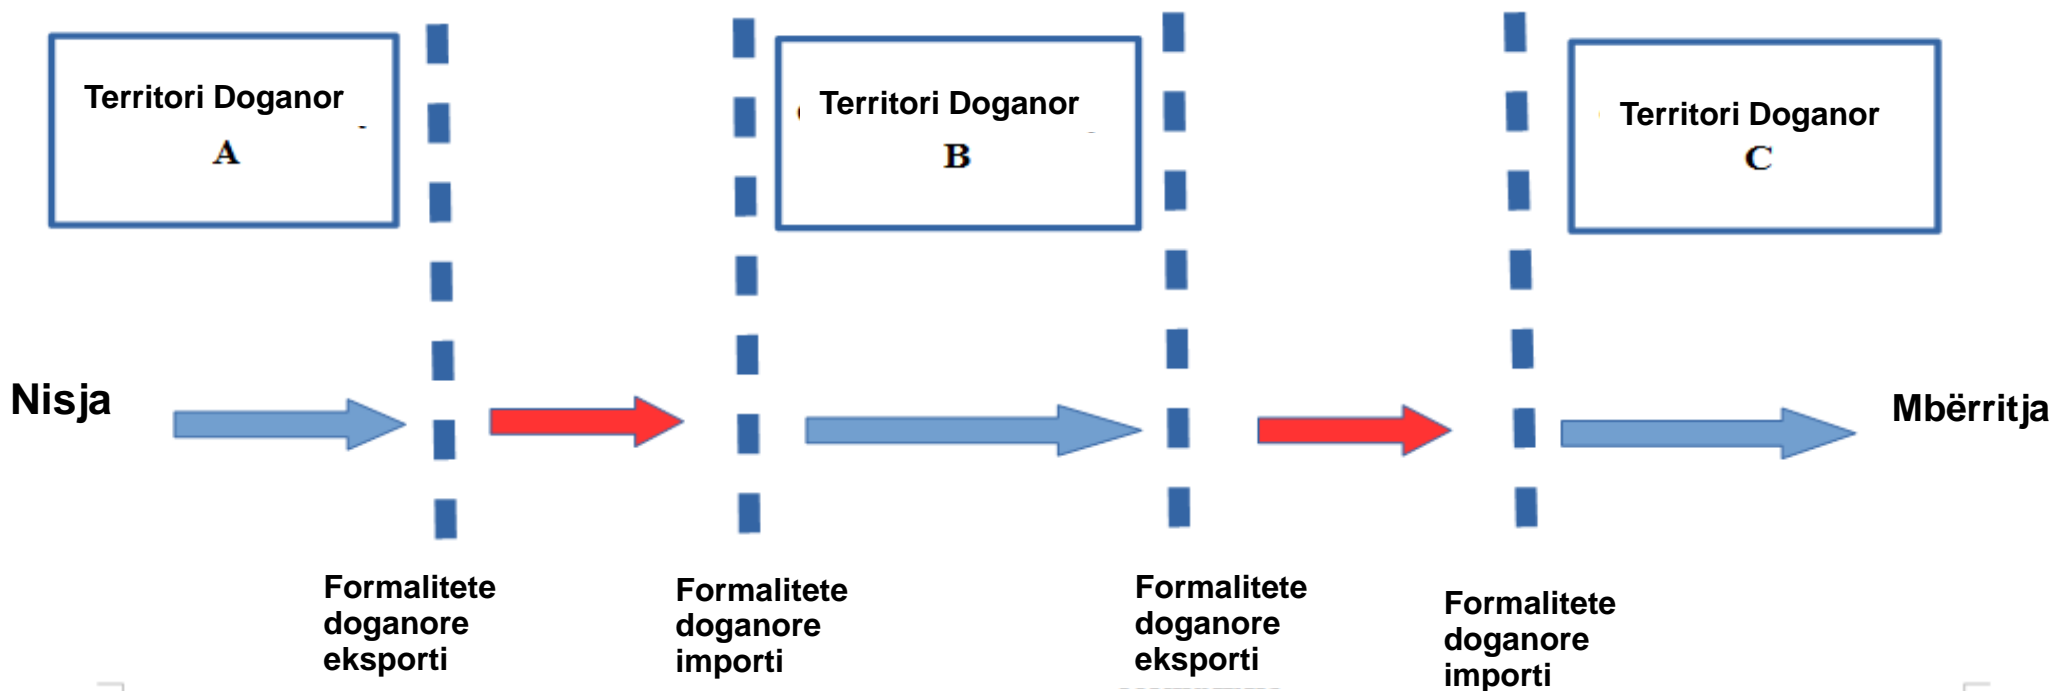 Territori Doganor
A
Territori Doganor
B
Territori Doganor
C
Nisja
Mbërritja
Formalitete
doganore
eksporti
Formalitete
doganore
importi
Formalitete
doganore
eksporti
Formalitete
doganore
importi